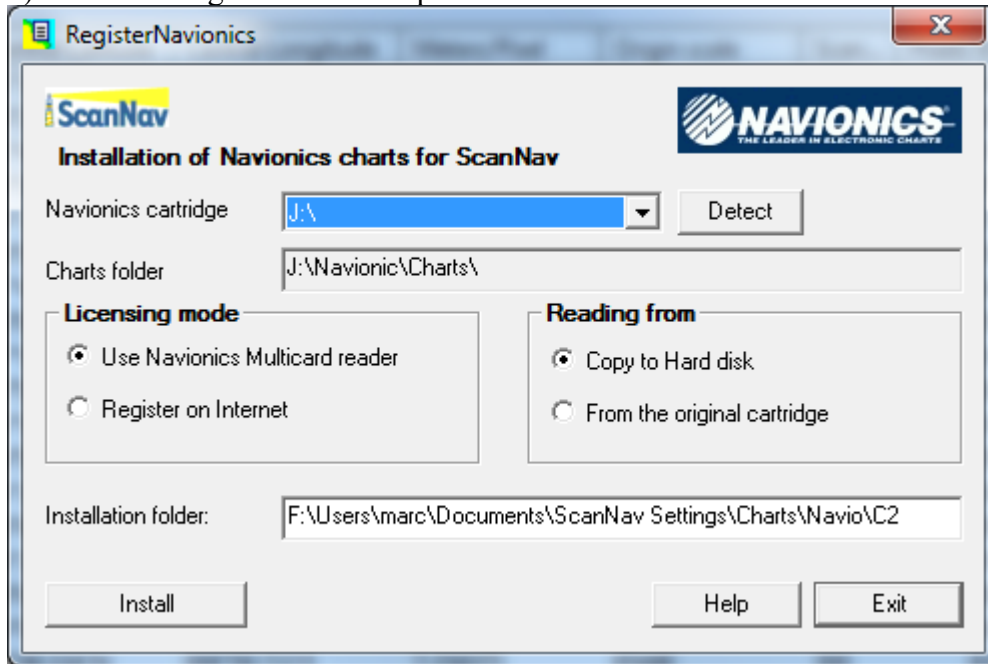 RegisterNavionics
ScanNav
NAVIONICS
THE LEADER IN ELECTRONIC CHARTS
Installation of Navionics charts for ScanNav
Navionics cartridge J:\ Detect
Charts folder J:\Navionic\Charts\
Licensing mode Reading from
Use Navionics Multicard reader Copy to Hard disk
Register on Internet From the original cartridge
Installation folder: F:\Users\marc\Documents\ScanNav Settings\Charts\Navio\C2
Install Help Exit